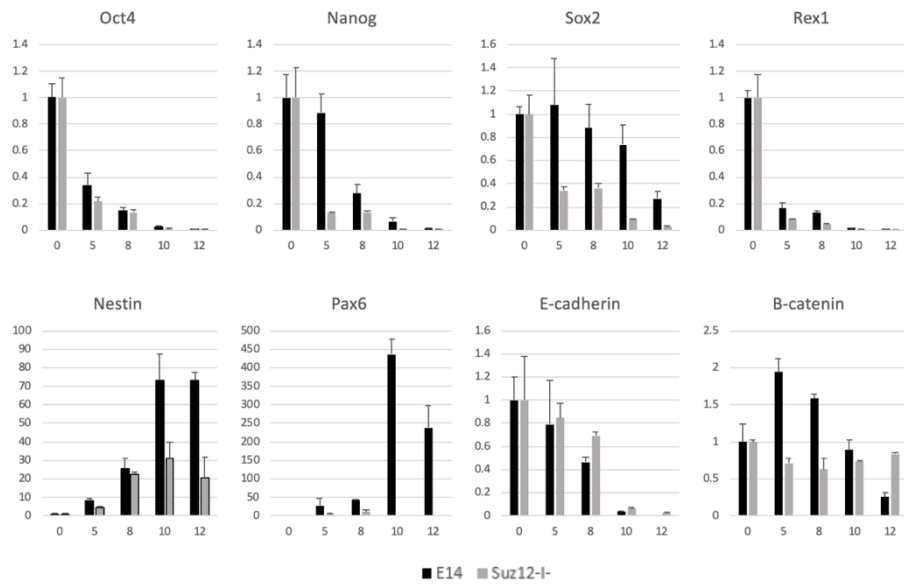 Oct4 Nanog Sox2 Rex1
1.4 1.4 1.6 1.4
1.2 1.2 1.4 1.2
1 1 1.2 1
0.8 0.8 1 0.8
0.6 0.6 0.8 0.6
0.4 0.4 0.6 0.4
0.2 0.2 0.4 0.2
0 0 0.2 0
0
0 5 8 10 12 0 5 8 10 12 0 5 8 10 12 0 5 8 10 12
Nestin Pax6 E-cadherin B-catenin
100 500 1.6 2.5
90 450 1.4 2
80 400 1.2 1.5
70 350 1 1
60 300 0.8 0.5
50 250 0.6 0
40 200 0.4
30 150 0.2
20 100 0
10 50
0 0
0 5 8 10 12 0 5 8 10 12 0 5 8 10 12 0 5 8 10 12
E14 Suz12-I-